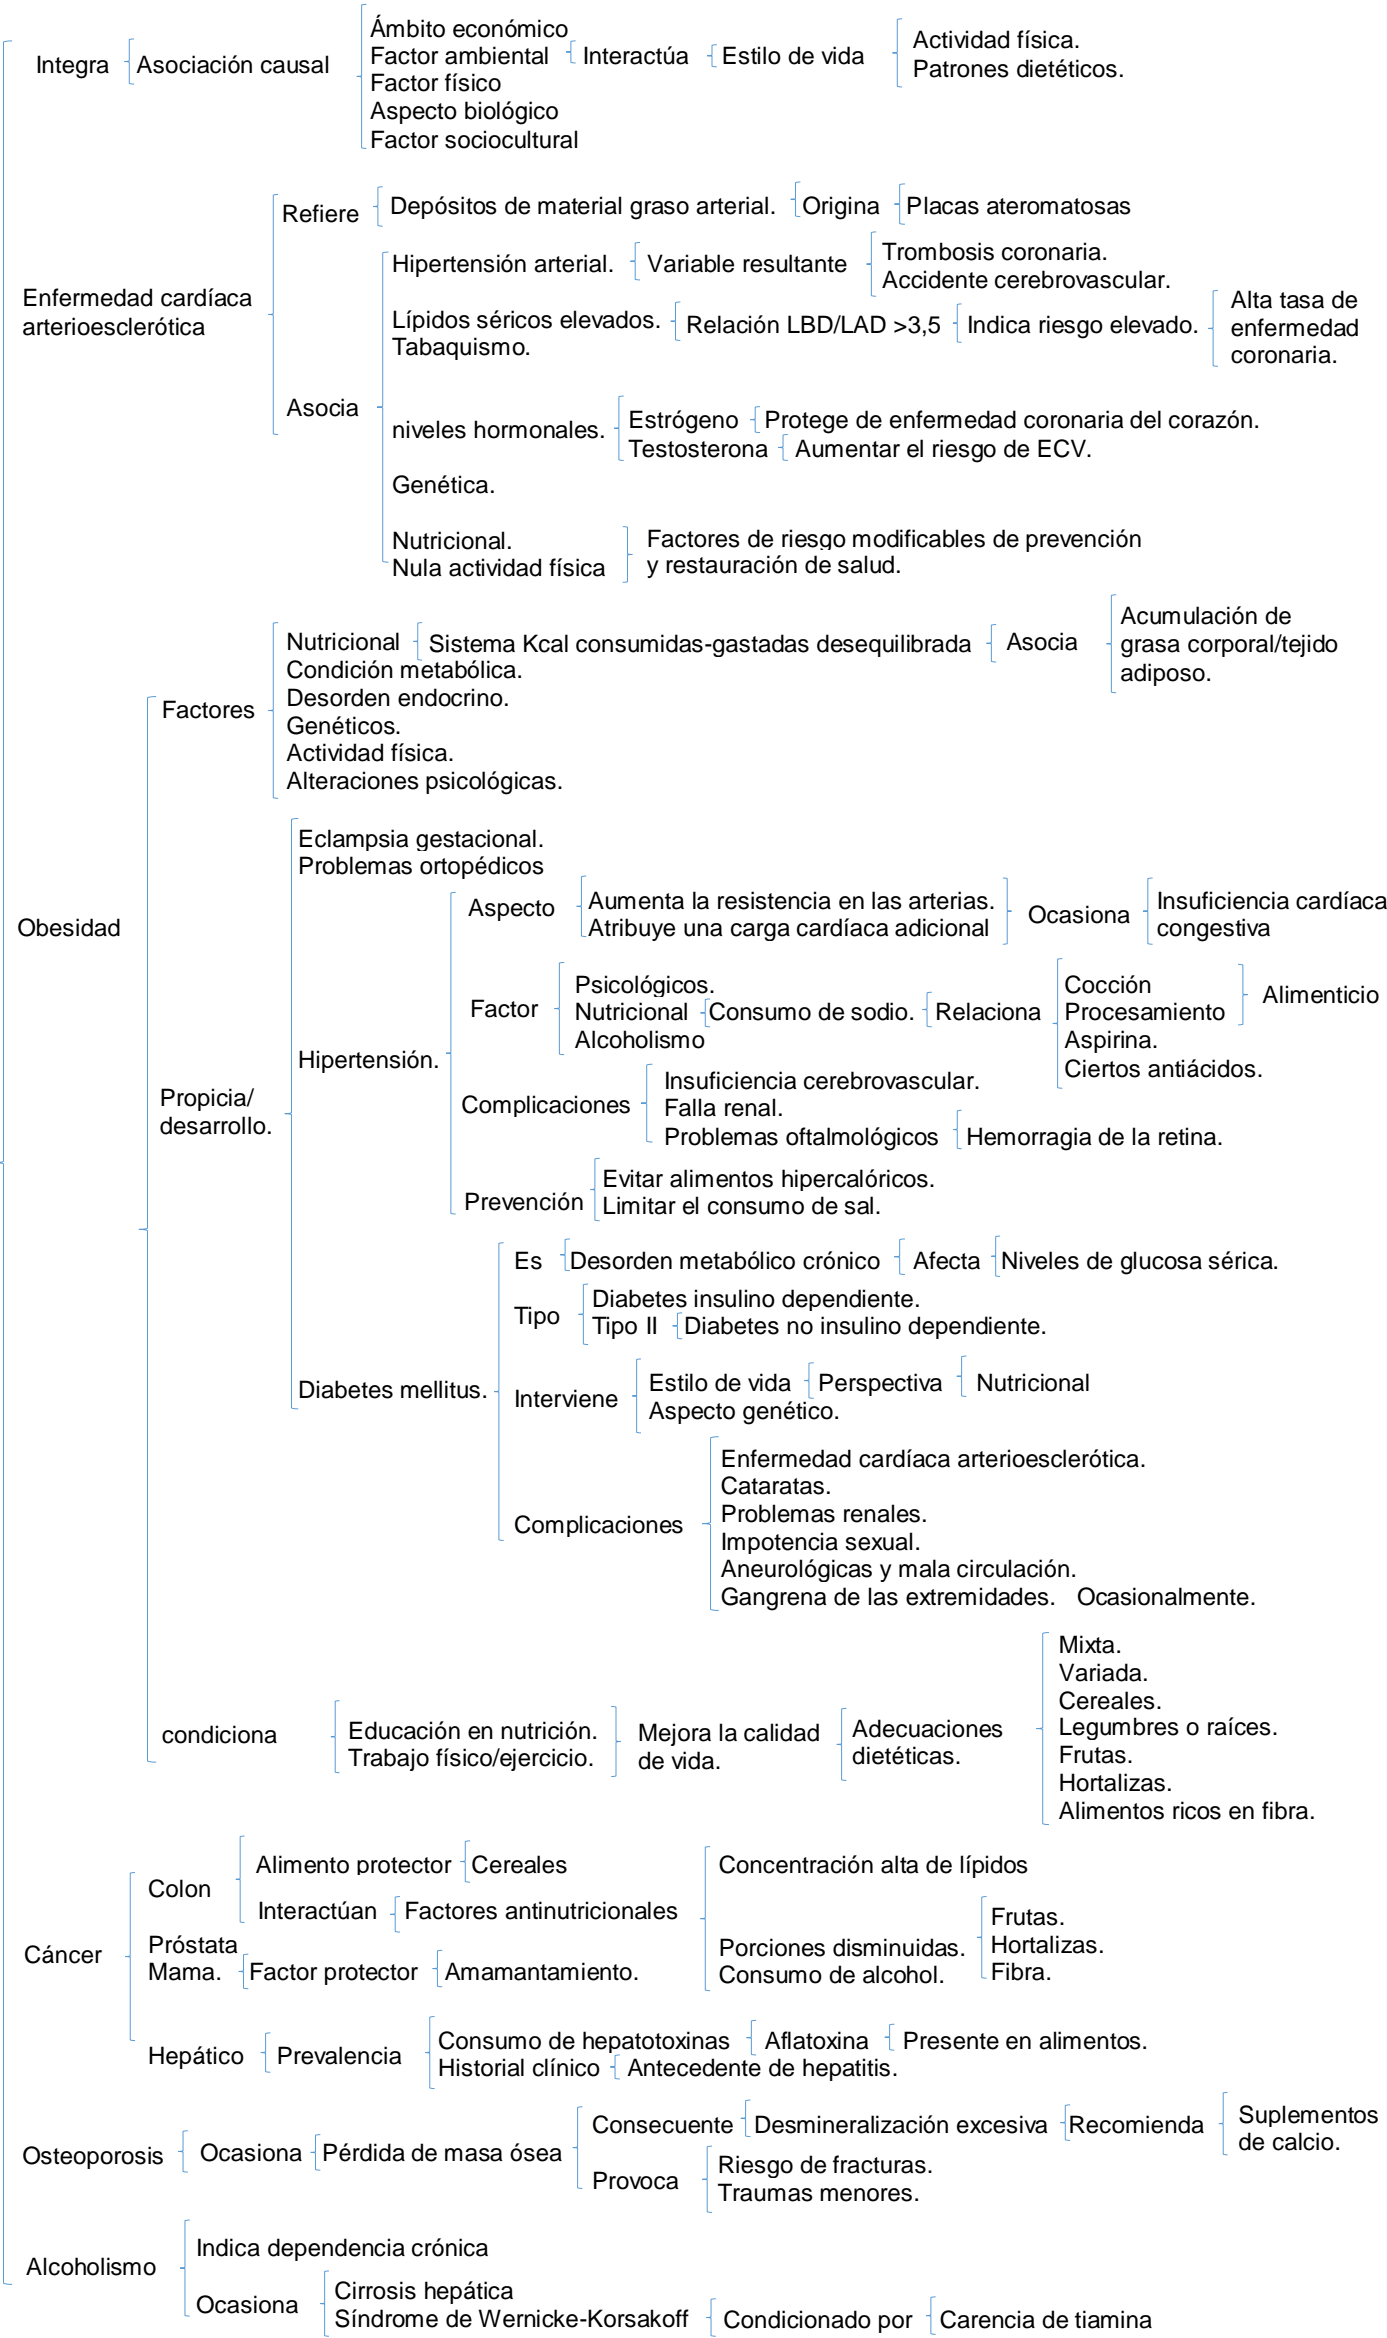 Integra
Asociación causal
Ámbito económico
Factor ambiental
Factor físico
Aspecto biológico
Factor sociocultural
Interactúa
Estilo de vida
Actividad física.
Patrones dietéticos.
Enfermedad cardíaca
arterioesclerótica
Refiere
Depósitos de material graso arterial.
Origina
Placas ateromatosas
Asocia
Hipertensión arterial.
Variable resultante
Trombosis coronaria.
Accidente cerebrovascular.
Lípidos séricos elevados.
Tabaquismo.
Relación LBD/LAD >3,5
Indica riesgo elevado.
Alta tasa de
enfermedad
coronaria.
niveles hormonales.
Estrógeno
Protege de enfermedad coronaria del corazón.
Testosterona
Aumentar el riesgo de ECV.
Genética.
Nutricional.
Nula actividad física
Factores de riesgo modificables de prevención
y restauración de salud.
Obesidad
Factores
Nutricional
Sistema Kcal consumidas-gastadas desequilibrada
Asocia
Acumulación de
grasa corporal/tejido
adiposo.
Condición metabólica.
Desorden endocrino.
Genéticos.
Actividad física.
Alteraciones psicológicas.
Propicia/
desarrollo.
Eclampsia gestacional.
Problemas ortopédicos
Hipertensión.
Aspecto
Aumenta la resistencia en las arterias.
Atribuye una carga cardíaca adicional
Ocasiona
Insuficiencia cardíaca
congestiva
Factor
Psicológicos.
Nutricional
Alcoholismo
Consumo de sodio.
Relaciona
Cocción
Procesamiento
Aspirina.
Ciertos antiácidos.
Alimenticio
Complicaciones
Insuficiencia cerebrovascular.
Falla renal.
Problemas oftalmológicos
Hemorragia de la retina.
Prevención
Evitar alimentos hipercalóricos.
Limitar el consumo de sal.
Diabetes mellitus.
Es
Desorden metabólico crónico
Afecta
Niveles de glucosa sérica.
Tipo
Diabetes insulino dependiente.
Tipo II
Diabetes no insulino dependiente.
Interviene
Estilo de vida
Perspectiva
Nutricional
Aspecto genético.
Complicaciones
Enfermedad cardíaca arterioesclerótica.
Cataratas.
Problemas renales.
Impotencia sexual.
Aneurológicas y mala circulación.
Gangrena de las extremidades.
Ocasionalmente.
condiciona
Educación en nutrición.
Trabajo físico/ejercicio.
Mejora la calidad
de vida.
Adecuaciones
dietéticas.
Mixta.
Variada.
Cereales.
Legumbres o raíces.
Frutas.
Hortalizas.
Alimentos ricos en fibra.
Cáncer
Colon
Alimento protector
Cereales
Interactúan
Factores antinutricionales
Concentración alta de lípidos
Porciones disminuidas.
Consumo de alcohol.
Frutas.
Hortalizas.
Fibra.
Próstata
Mama.
Factor protector
Amamantamiento.
Hepático
Prevalencia
Consumo de hepatotoxinas
Aflatoxina
Presente en alimentos.
Historial clínico
Antecedente de hepatitis.
Osteoporosis
Ocasiona
Pérdida de masa ósea
Consecuente
Desmineralización excesiva
Recomienda
Suplementos
de calcio.
Provoca
Riesgo de fracturas.
Traumas menores.
Alcoholismo
Indica dependencia crónica
Ocasiona
Cirrosis hepática
Síndrome de Wernicke-Korsakoff
Condicionado por
Carencia de tiamina